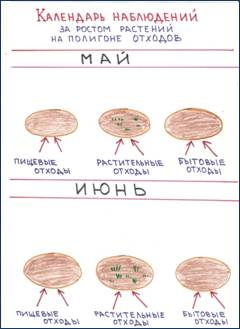 КАЛЕНДАРЬ НАБЛЮДЕНИЙ
ЗА РОСТОМ РАСТЕНИЙ
НА ПОЛИГОНЕ ОТХОДОВ
МАЙ
ПИЩЕВЫЕ ОТХОДЫ
РАСТИТЕЛЬНЫЕ ОТХОДЫ
БЫТОВЫЕ ОТХОДЫ
ИЮНЬ
ПИЩЕВЫЕ ОТХОДЫ
РАСТИТЕЛЬНЫЕ ОТХОДЫ
БЫТОВЫЕ ОТХОДЫ